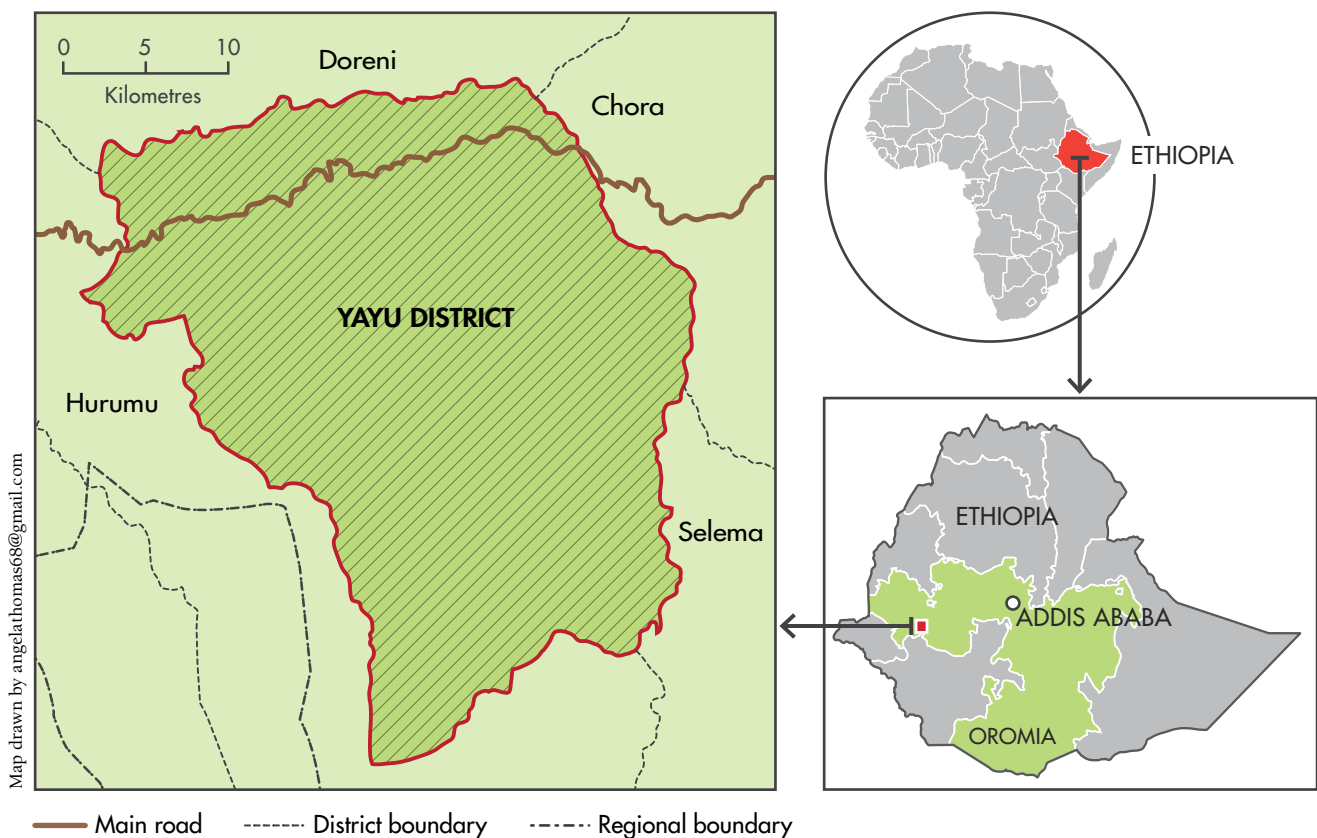 0 5 10
Kilometres
Doreni
Chora
YAYU DISTRICT
Hurumu
Selema
Map drawn by angelathomas68@gmail.com
ETHIOPIA
ETHIOPIA
ADDIS ABABA
OROMIA
Main road
District boundary
Regional boundary